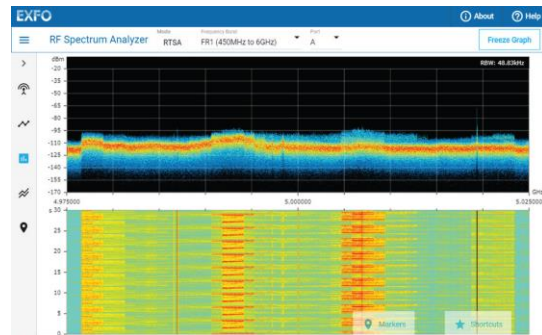 EXFO
About
Help
RF Spectrum Analyzer
Mode
RTSA
Frequency Band
FR1 (450MHz to 6GHz)
Port
A
Freeze Graph
dBm
RBW: 48.83kHz
-20
-25
-50
-80
-95
-110
-125
-140
-155
-170
GHz
4.975000
5.000000
5.025000
s 30
25
20
15
10
5
0
Markers
Shortcuts